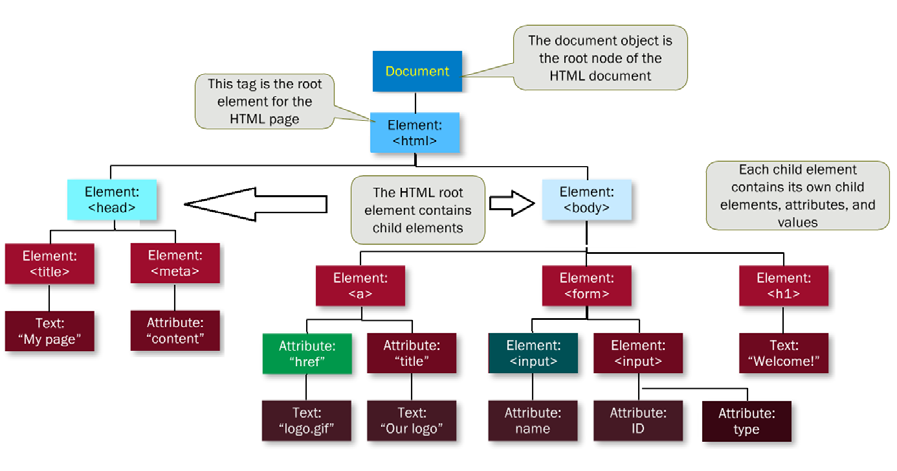 The document object is
the root node of the
HTML document
Document
This tag is the root
element for the
HTML page
Element:
<html>
Each child element
contains its own child
elements, attributes, and
values
Element:
<head>
The HTML root
element contains
child elements
Element:
<body>
Element:
<title>
Element:
<meta>
Element:
<a>
Element:
<form>
Element:
<h1>
Text:
“My page”
Attribute:
“content”
Attribute:
“href”
Attribute:
“title”
Element:
<input>
Element:
<input>
Text:
“Welcome!”
Text:
“logo.gif”
Text:
“Our logo”
Attribute:
name
Attribute:
ID
Attribute:
type